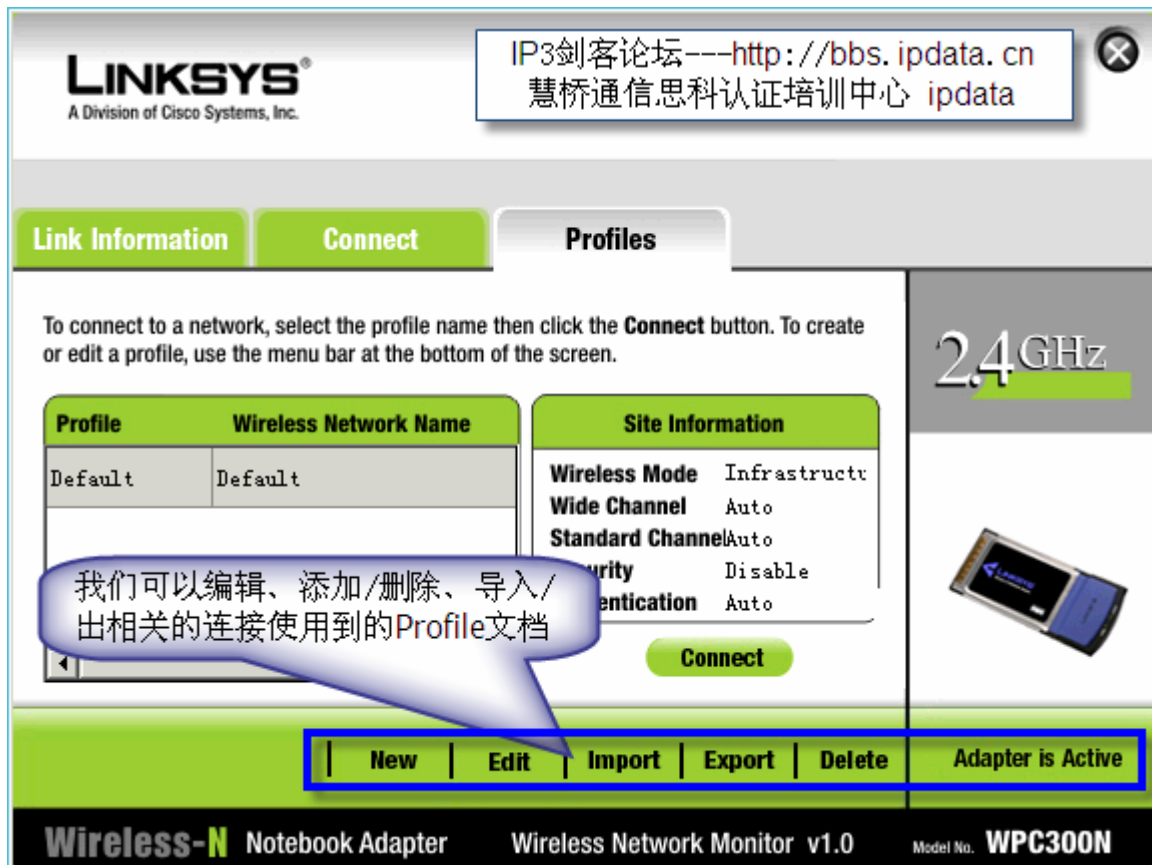 LINKSYS®
A Division of Cisco Systems, Inc.
IP3剑客论坛---http://bbs.ipdata.cn
慧桥通信思科认证培训中心 ipdata
Link Information
Connect
Profiles
To connect to a network, select the profile name then click the Connect button. To create
or edit a profile, use the menu bar at the bottom of the screen.
2.4GHz
Profile Wireless Network Name
Default Default
Site Information
Wireless Mode Infrastructu
Wide Channel Auto
Standard Channel Auto
urity Disable
entication Auto
我们可以编辑、添加/删除、导入/
出相关的连接使用到的Profile文档
Connect
New Edit Import Export Delete Adapter is Active
Wireless-N Notebook Adapter Wireless Network Monitor v1.0 Model No. WPC300N